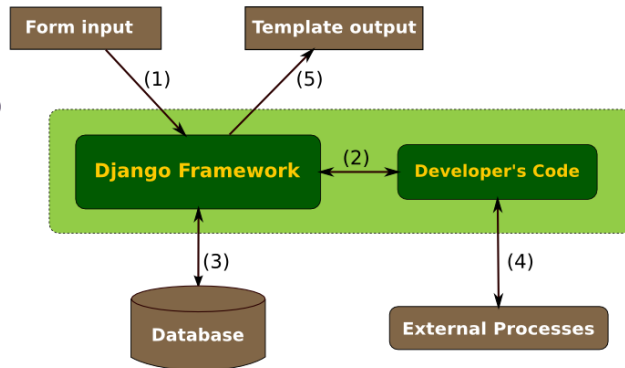 Form input
Template output
(1)
(5)
)
Django Framework
(2)
Developer's Code
(3)
(4)
Database
External Processes